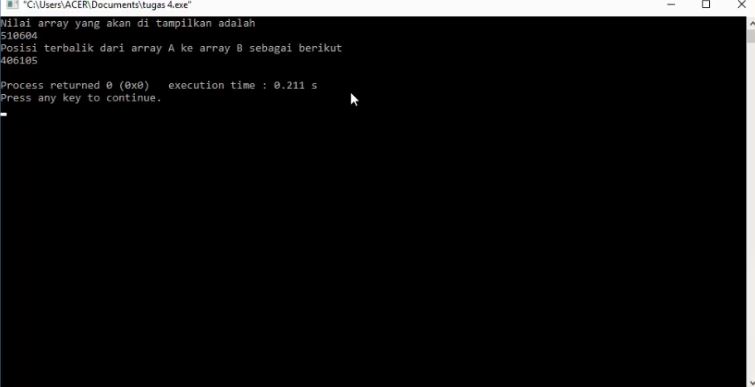 "C:\Users\ACER\Documents\tugas 4.exe"
Nilai array yang akan di tampilkan adalah
510604
Posisi terbalik dari array A ke array B sebagai berikut
406105
Process returned 0 (0x0)   execution time : 0.211 s
Press any key to continue.